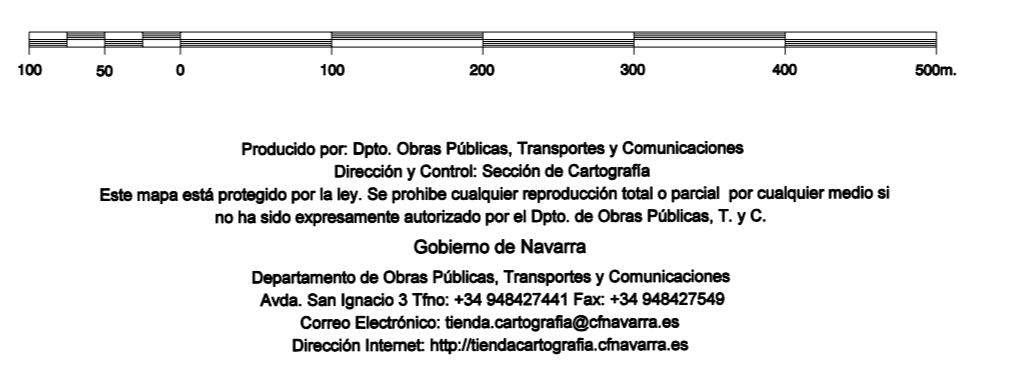 100 50 0 100 200 300 400 500m.
Producido por: Dpto. Obras Públicas, Transportes y Comunicaciones
Dirección y Control: Sección de Cartografía
Este mapa está protegido por la ley. Se prohibe cualquier reproducción total o parcial por cualquier medio si
no ha sido expresamente autorizado por el Dpto. de Obras Públicas, T. y C.
Gobierno de Navarra
Departamento de Obras Públicas, Transportes y Comunicaciones
Avda. San Ignacio 3 Tfno: +34 948427441 Fax: +34 948427549
Correo Electrónico: tienda.cartografia@cfnavarra.es
Dirección Internet: http://tiendacartografia.cfnavarra.es